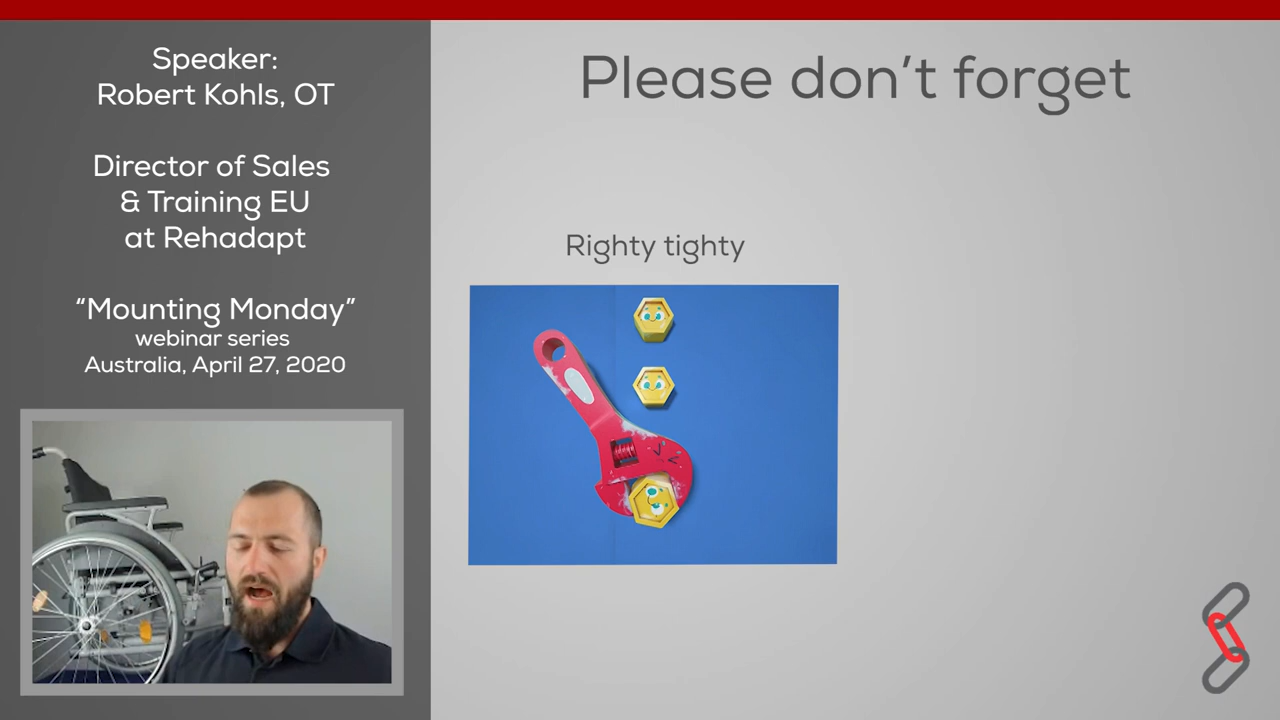 Speaker:
Robert Kohls, OT
Director of Sales
& Training EU
at Rehadapt
“Mounting Monday”
webinar series
Australia, April 27, 2020
Please don’t forget
Righty tighty